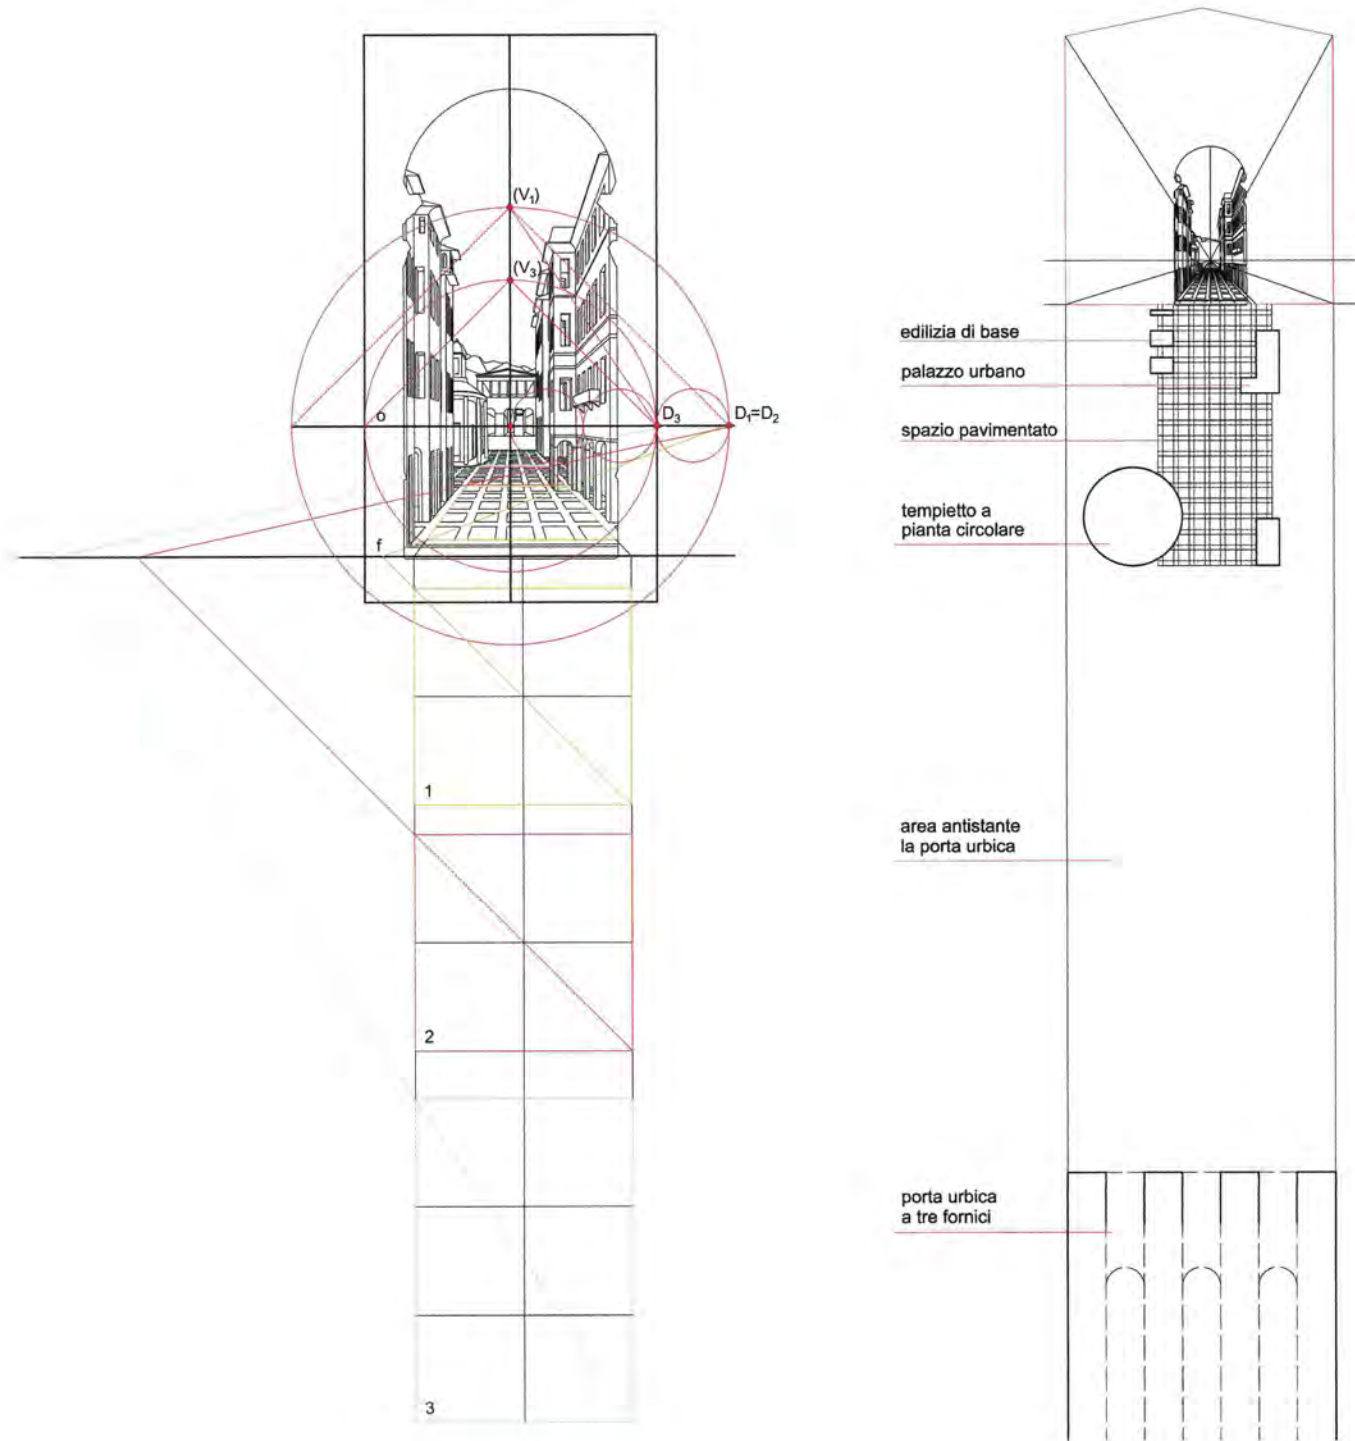 (V₁)
(V₃)
o
P
D₃
D₁=D₂
f
1
2
3
edilizia di base
palazzo urbano
spazio pavimentato
tempietto a
pianta circolare
area antistante
la porta urbica
porta urbica
a tre fornici